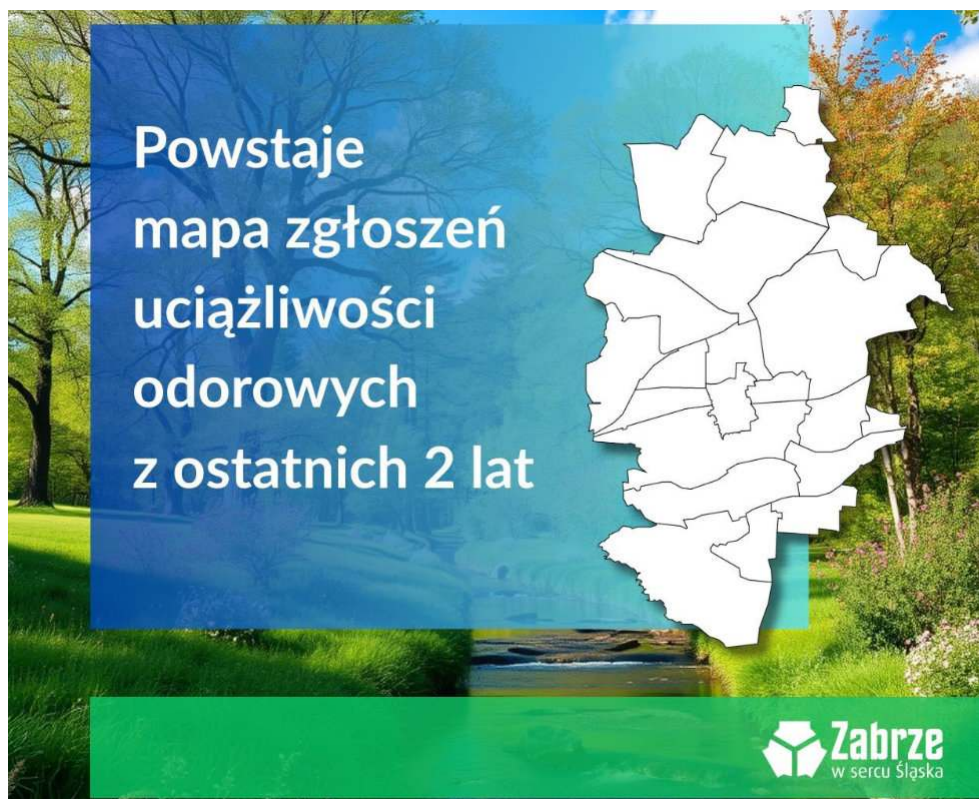 Powstaje
mapa zgłoszeń
uciążliwości
odorowych
z ostatnich 2 lat
Zabrze
w sercu Śląska